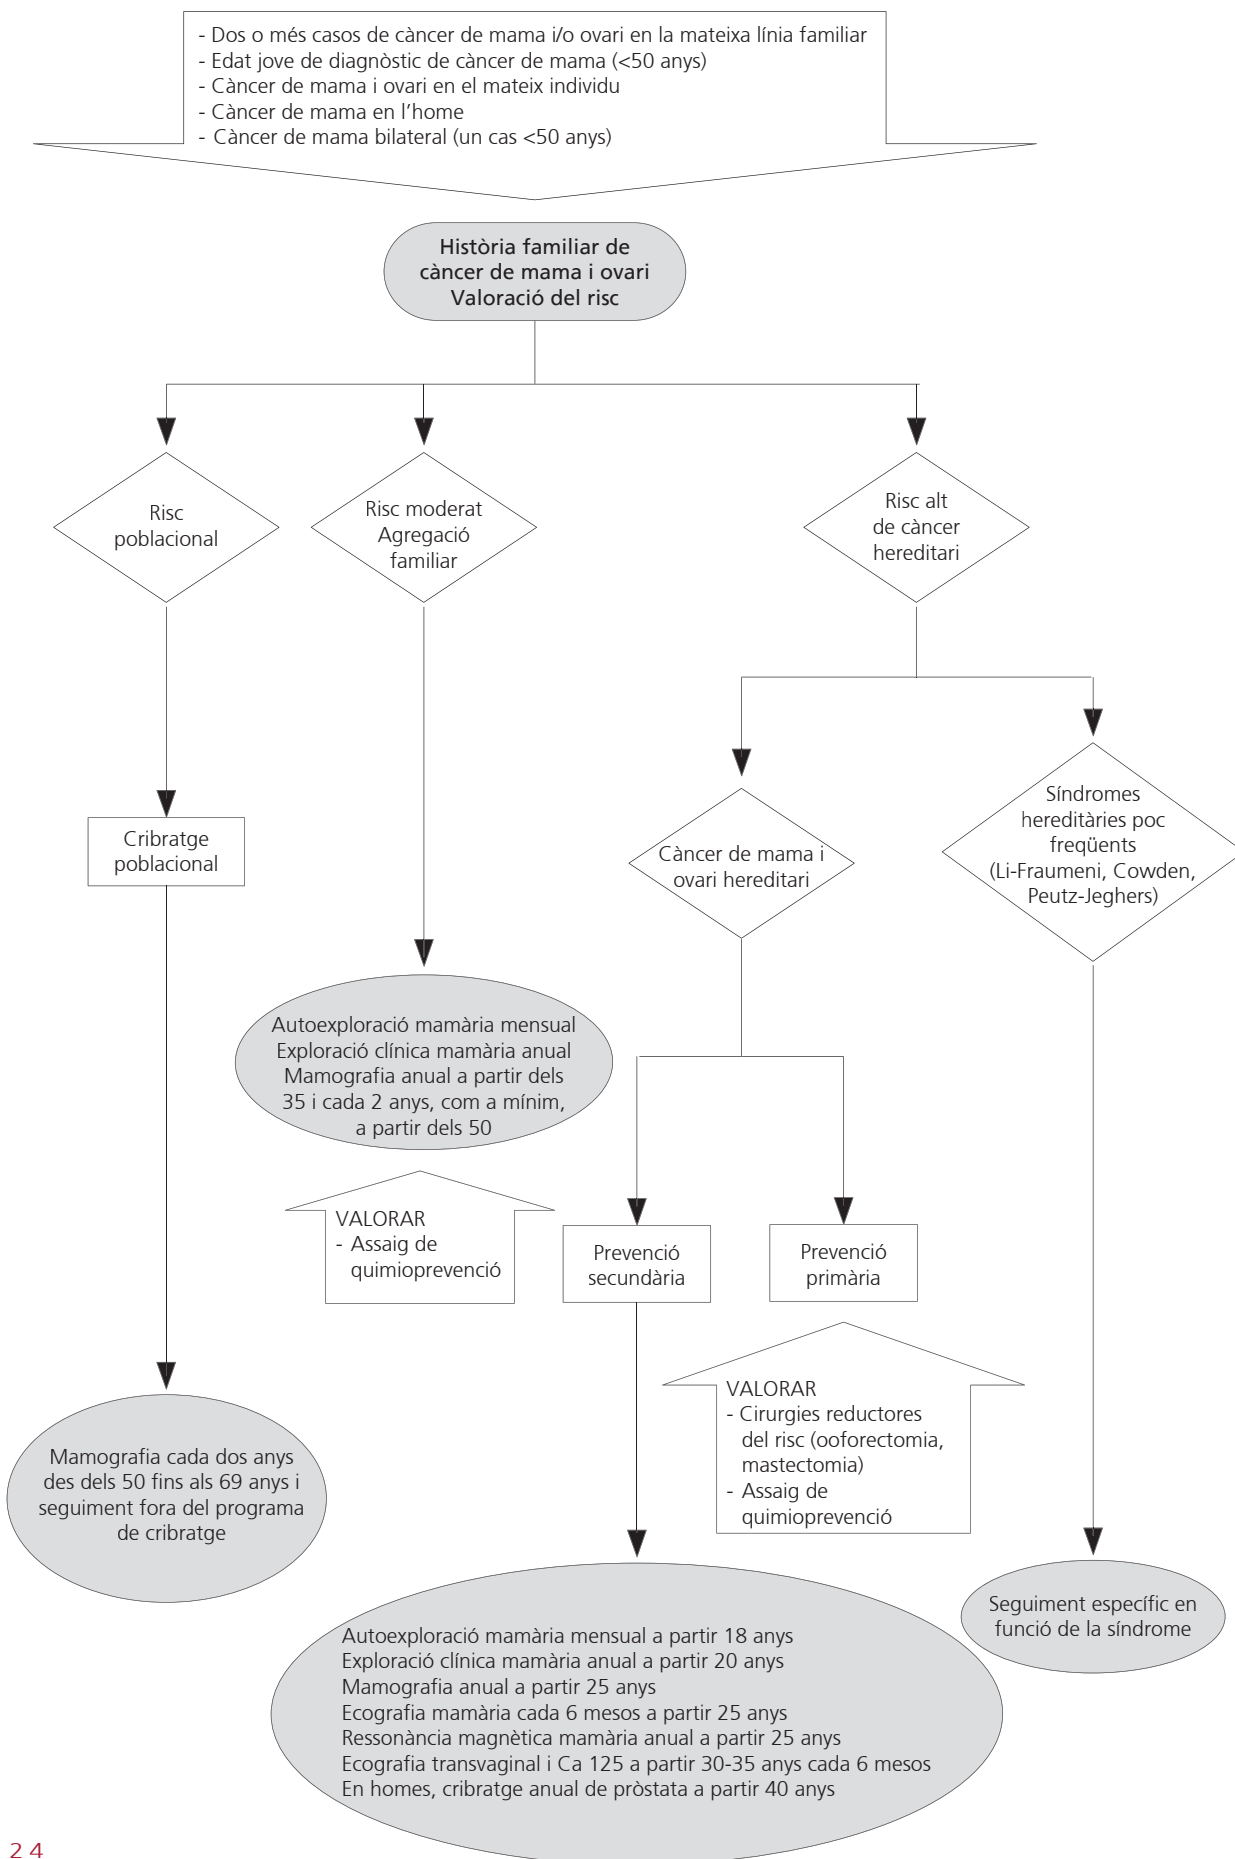 - Dos o més casos de càncer de mama i/o ovari en la mateixa línia familiar
- Edat jove de diagnòstic de càncer de mama (<50 anys)
- Càncer de mama i ovari en el mateix individu
- Càncer de mama en l'home
- Càncer de mama bilateral (un cas <50 anys)
Història familiar de
càncer de mama i ovari
Valoració del risc
Risc
poblacional
Risc moderat
Agregació
familiar
Risc alt
de càncer
hereditari
Cribratge
poblacional
Càncer de mama i
ovari hereditari
Síndromes
hereditàries poc
freqüents
(Li-Fraumeni, Cowden,
Peutz-Jeghers)
Autoexploració mamària mensual
Exploració clínica mamària anual
Mamografia anual a partir dels
35 i cada 2 anys, com a mínim,
a partir dels 50
VALORAR
- Assaig de
quimioprevenció
Prevenció
secundària
Prevenció
primària
VALORAR
- Cirurgies reductores
del risc (ooforectomia,
mastectomia)
- Assaig de
quimioprevenció
Mamografia cada dos anys
des dels 50 fins als 69 anys i
seguiment fora del programa
de cribratge
Seguiment específic en
funció de la síndrome
Autoexploració mamària mensual a partir 18 anys
Exploració clínica mamària anual a partir 20 anys
Mamografia anual a partir 25 anys
Ecografia mamària cada 6 mesos a partir 25 anys
Ressonància magnètica mamària anual a partir 25 anys
Ecografia transvaginal i Ca 125 a partir 30-35 anys cada 6 mesos
En homes, cribratge anual de pròstata a partir 40 anys
24